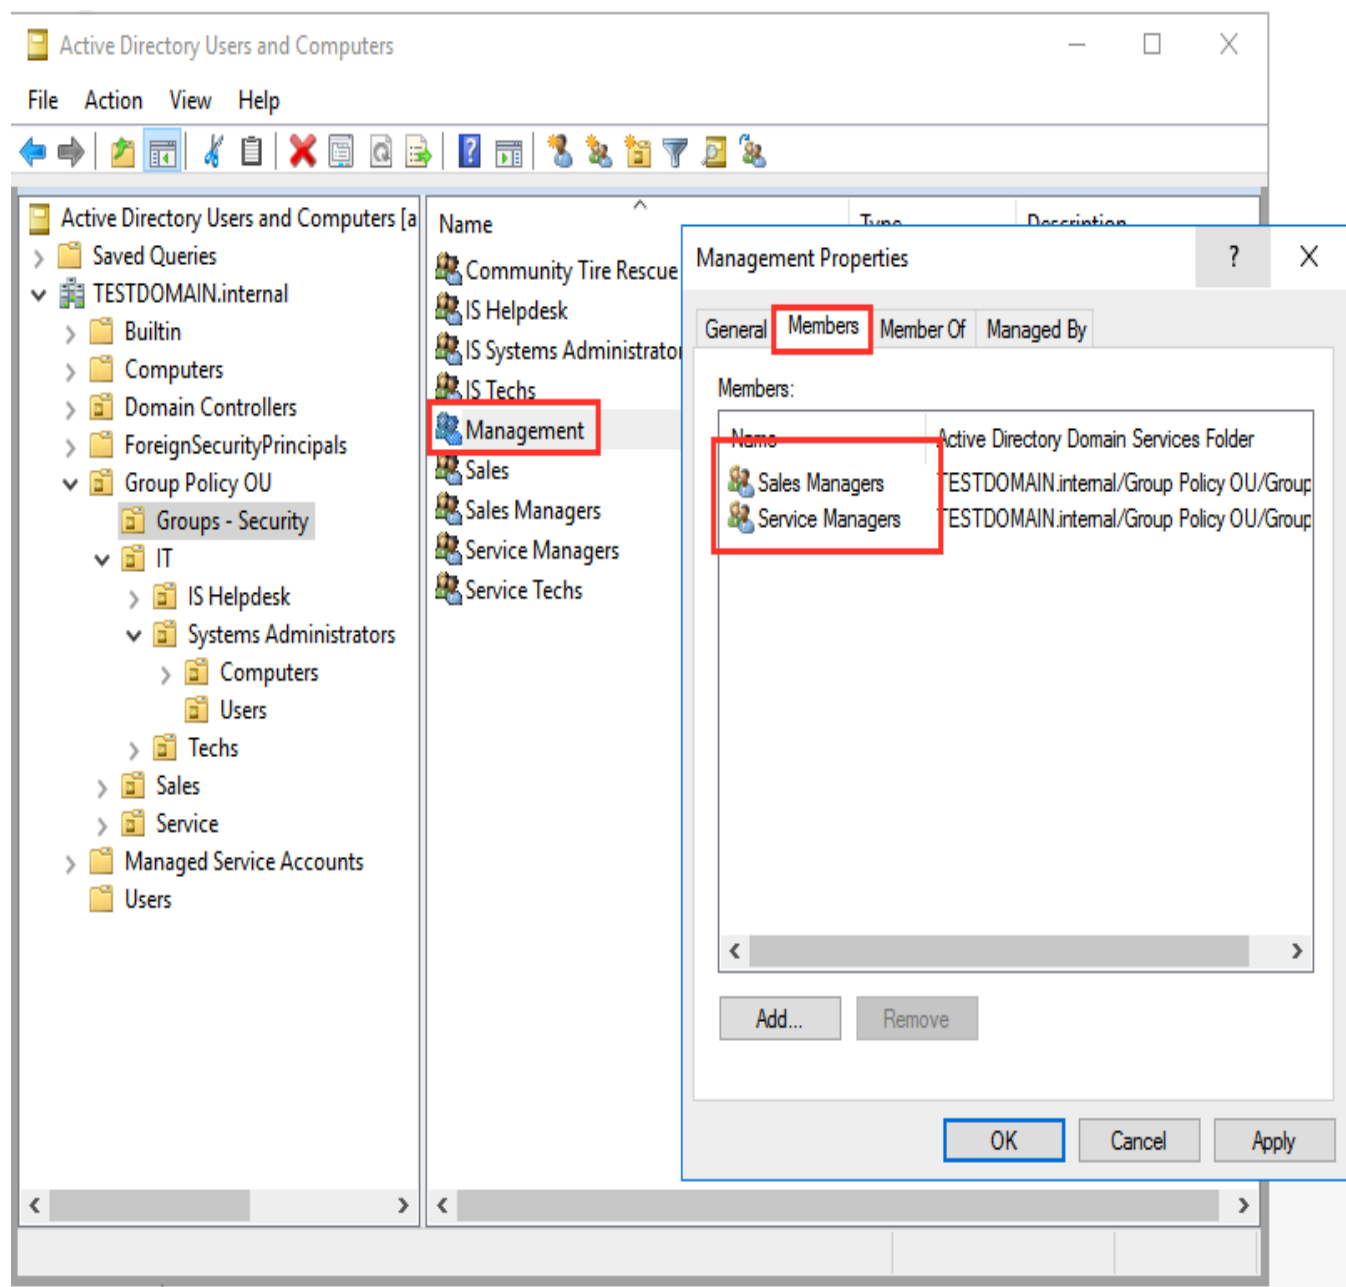 Active Directory Users and Computers
File Action View Help
Active Directory Users and Computers [a
Saved Queries
TESTDOMAIN.internal
Builtin
Computers
Domain Controllers
ForeignSecurityPrincipals
Group Policy OU
Groups - Security
IT
IS Helpdesk
Systems Administrators
Computers
Users
Techs
Sales
Service
Managed Service Accounts
Users
Name Type Description
Community Tire Rescue
IS Helpdesk
IS Systems Administrator
IS Techs
Management
Sales
Sales Managers
Service Managers
Service Techs
Management Properties ?
General Members Member Of Managed By
Members:
Name Active Directory Domain Services Folder
Sales Managers TESTDOMAIN.internal/Group Policy OU/Group
Service Managers TESTDOMAIN.internal/Group Policy OU/Group
Add... Remove
OK Cancel Apply